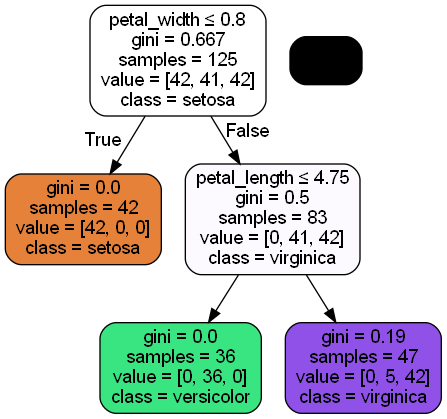 petal_width ≤ 0.8
gini = 0.667
samples = 125
value = [42, 41, 42]
class = setosa
True
False
gini = 0.0
samples = 42
value = [42, 0, 0]
class = setosa
petal_length ≤ 4.75
gini = 0.5
samples = 83
value = [0, 41, 42]
class = virginica
gini = 0.0
samples = 36
value = [0, 36, 0]
class = versicolor
gini = 0.19
samples = 47
value = [0, 5, 42]
class = virginica